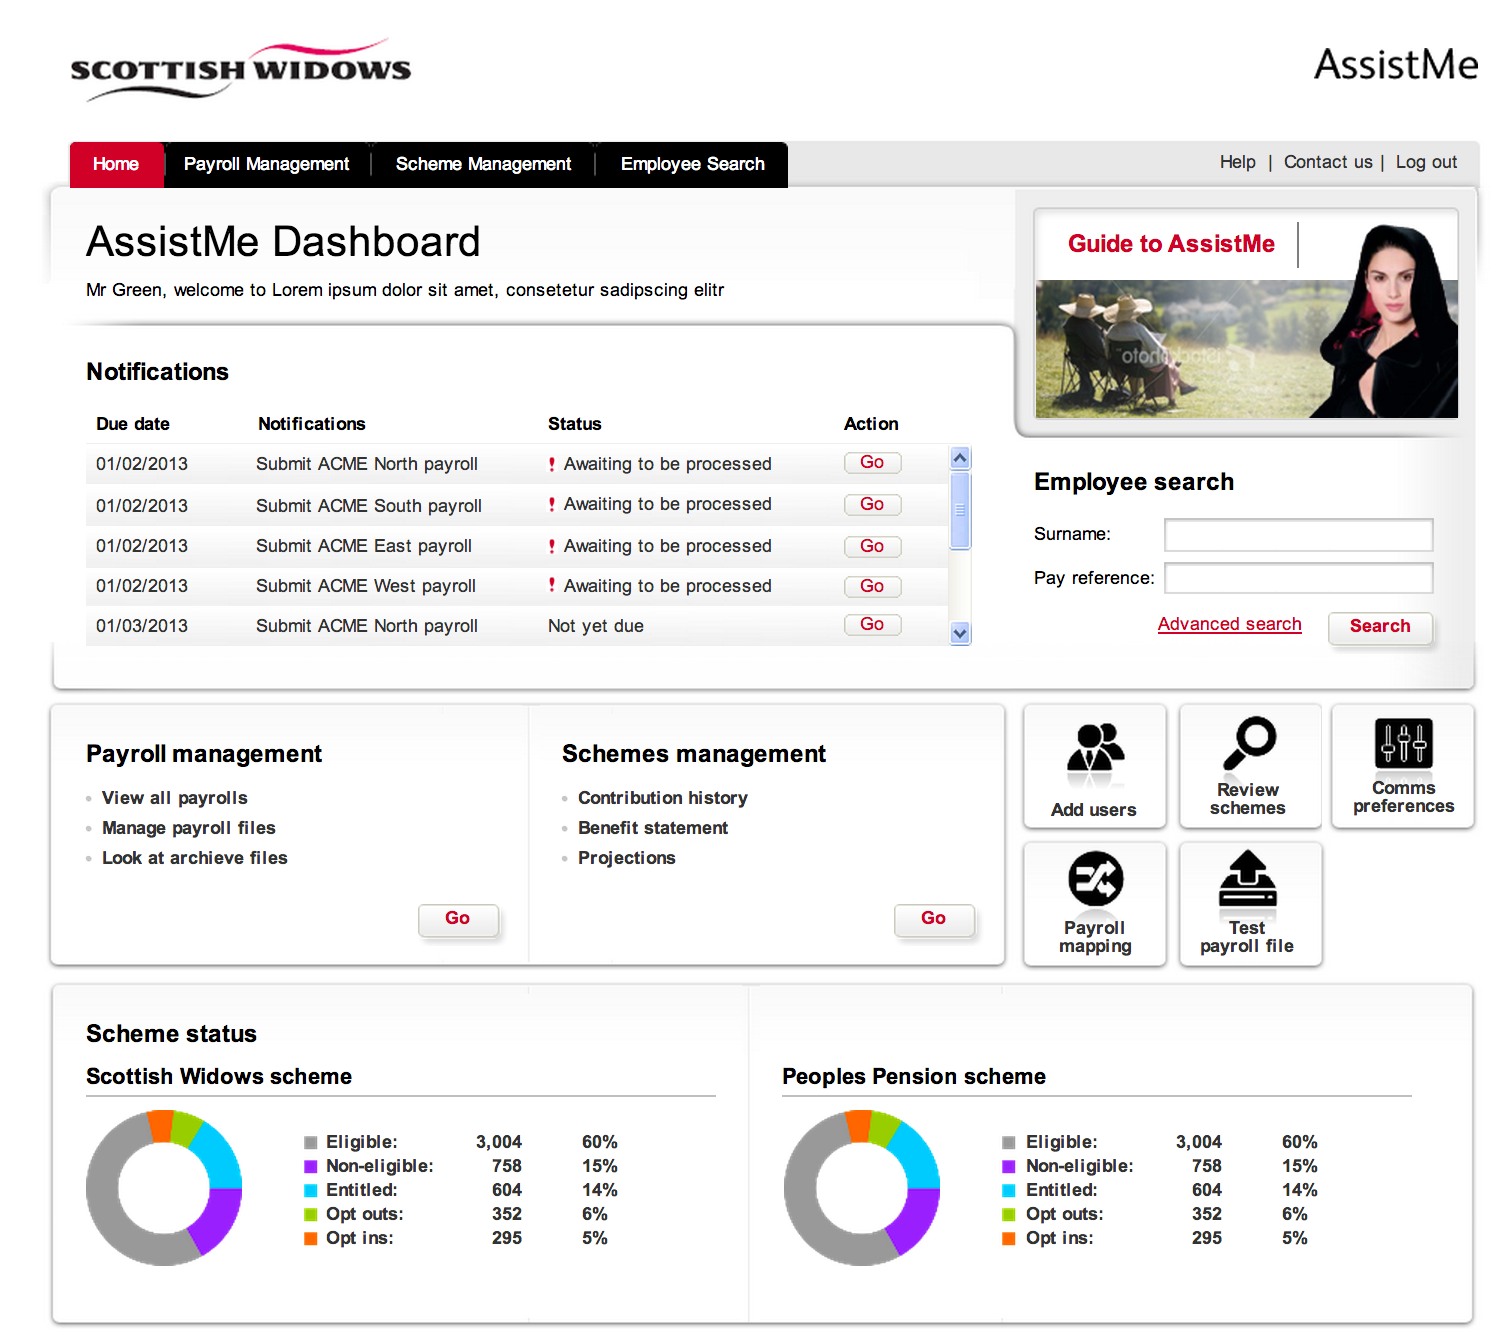 SCOTTISH WIDOWS
AssistMe
Home
Payroll Management
Scheme Management
Employee Search
Help | Contact us | Log out
AssistMe Dashboard
Mr Green, welcome to Lorem ipsum dolor sit amet, consetetur sadipscing elitr
Guide to AssistMe
Notifications
Due date Notifications Status Action
01/02/2013 Submit ACME North payroll ! Awaiting to be processed Go
01/02/2013 Submit ACME South payroll ! Awaiting to be processed Go
01/02/2013 Submit ACME East payroll ! Awaiting to be processed Go
01/02/2013 Submit ACME West payroll ! Awaiting to be processed Go
01/03/2013 Submit ACME North payroll Not yet due Go
Employee search
Surname:
Pay reference:
Advanced search
Search
Payroll management
View all payrolls
Manage payroll files
Look at archieve files
Go
Schemes management
Contribution history
Benefit statement
Projections
Go
Add users
Review
schemes
Comms
preferences
Payroll
mapping
Test
payroll file
Scheme status
Scottish Widows scheme
Eligible: 3,004 60%
Non-eligible: 758 15%
Entitled: 604 14%
Opt outs: 352 6%
Opt ins: 295 5%
Peoples Pension scheme
Eligible: 3,004 60%
Non-eligible: 758 15%
Entitled: 604 14%
Opt outs: 352 6%
Opt ins: 295 5%